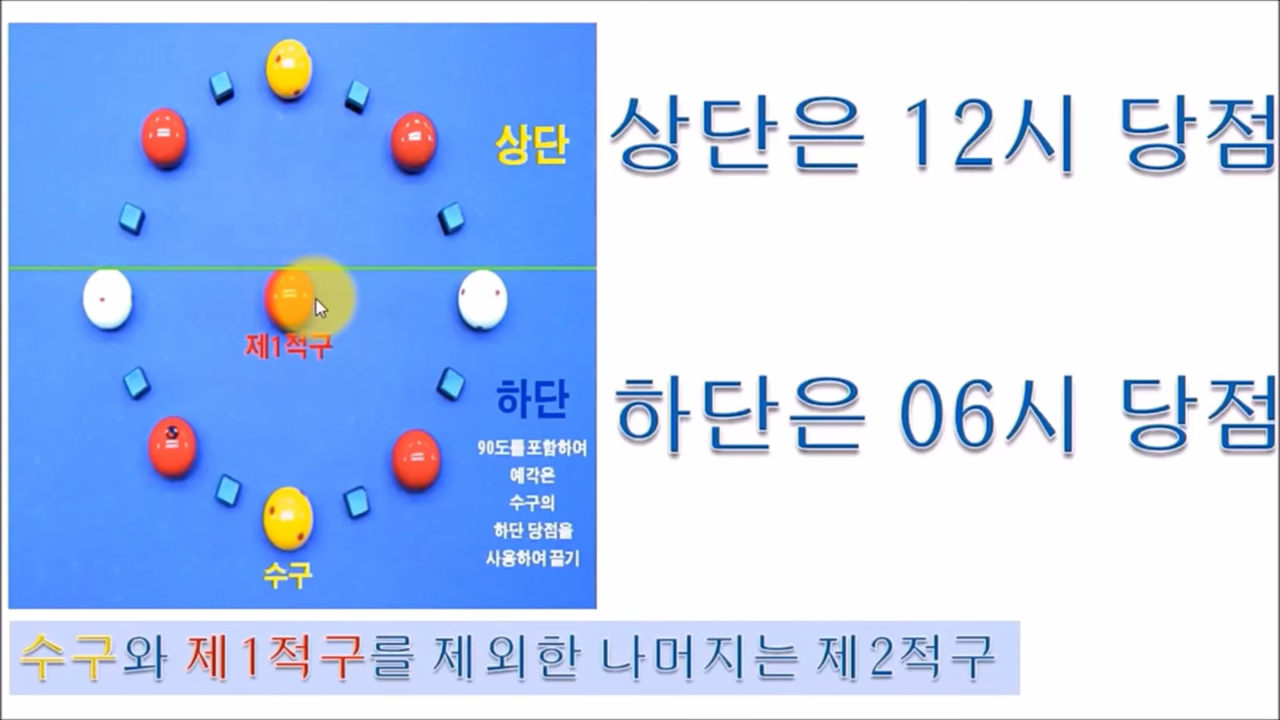 상단
상단은 12시 당점
제1적구
하단
하단은 06시 당점
90도를 포함하여
예각은
수구의
하단 당점을
사용하여 끌기
수구
수구와 제1적구를 제외한 나머지는 제2적구